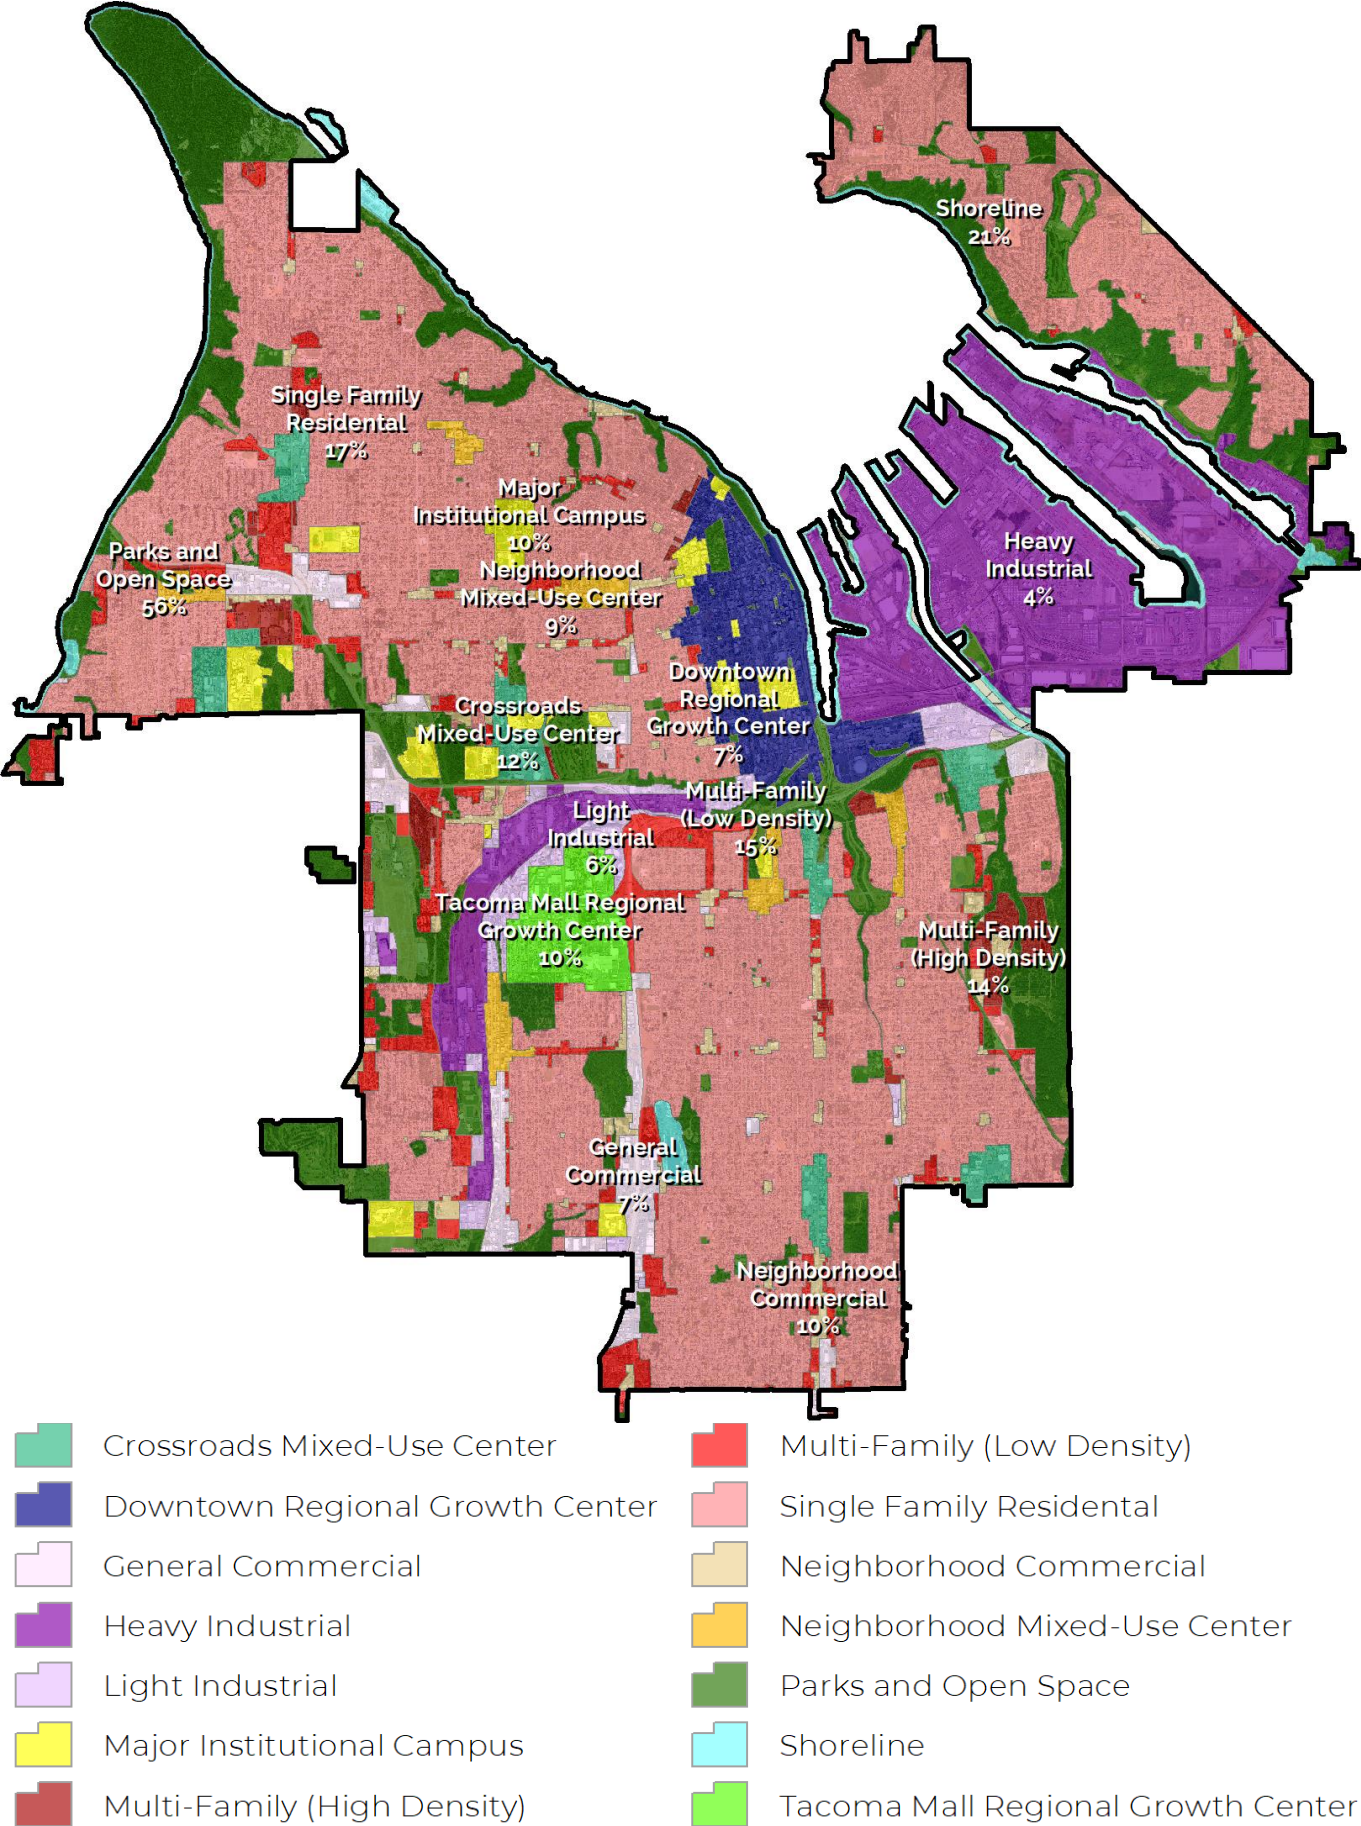 Shoreline
21%
Single Family
Residental
17%
Major
Institutional Campus
10%
Parks and
Open Space
56%
Neighborhood
Mixed-Use Center
9%
Heavy
Industrial
4%
Downtown
Regional
Growth Center
7%
Crossroads
Mixed-Use Center
12%
Multi-Family
(Low Density)
15%
Light
Industrial
6%
Tacoma Mall Regional
Growth Center
10%
Multi-Family
(High Density)
14%
General
Commercial
7%
Neighborhood
Commercial
10%
Crossroads Mixed-Use Center
Downtown Regional Growth Center
General Commercial
Heavy Industrial
Light Industrial
Major Institutional Campus
Multi-Family (High Density)
Multi-Family (Low Density)
Single Family Residental
Neighborhood Commercial
Neighborhood Mixed-Use Center
Parks and Open Space
Shoreline
Tacoma Mall Regional Growth Center